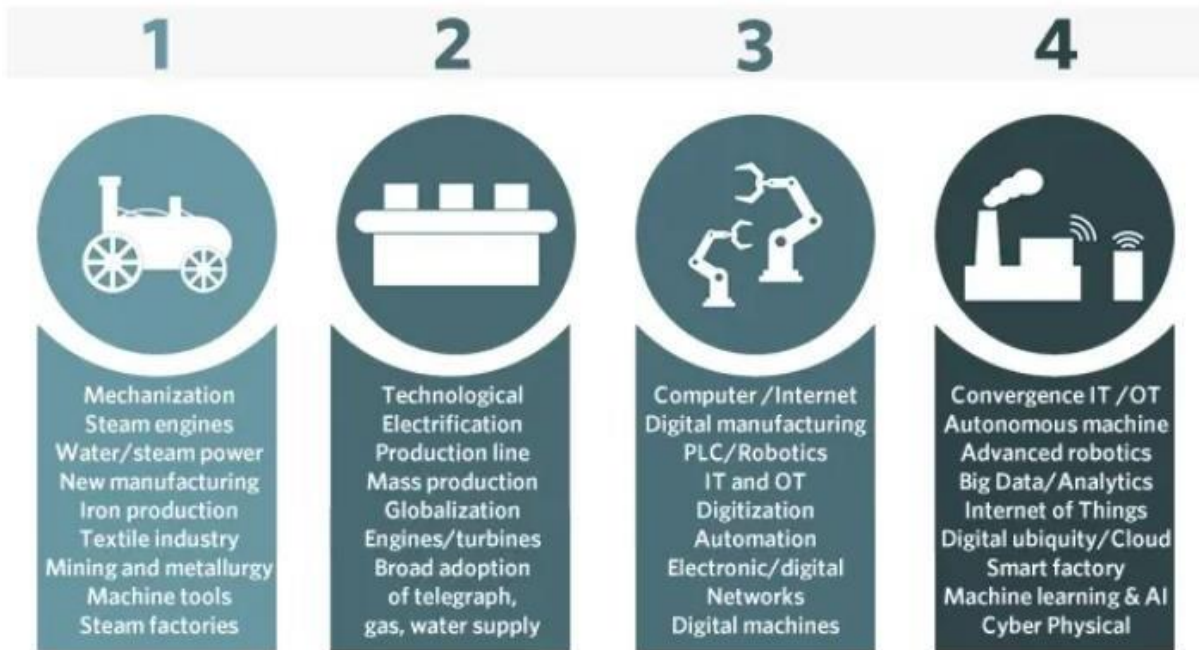 1
2
3
4
Mechanization
Steam engines
Water/steam power
New manufacturing
Iron production
Textile industry
Mining and metallurgy
Machine tools
Steam factories
Technological
Electrification
Production line
Mass production
Globalization
Engines/turbines
Broad adoption
of telegraph,
gas, water supply
Computer /Internet
Digital manufacturing
PLC/Robotics
IT and OT
Digitization
Automation
Electronic/digital
Networks
Digital machines
Convergence IT /OT
Autonomous machine
Advanced robotics
Big Data/Analytics
Internet of Things
Digital ubiquity/Cloud
Smart factory
Machine learning & AI
Cyber Physical